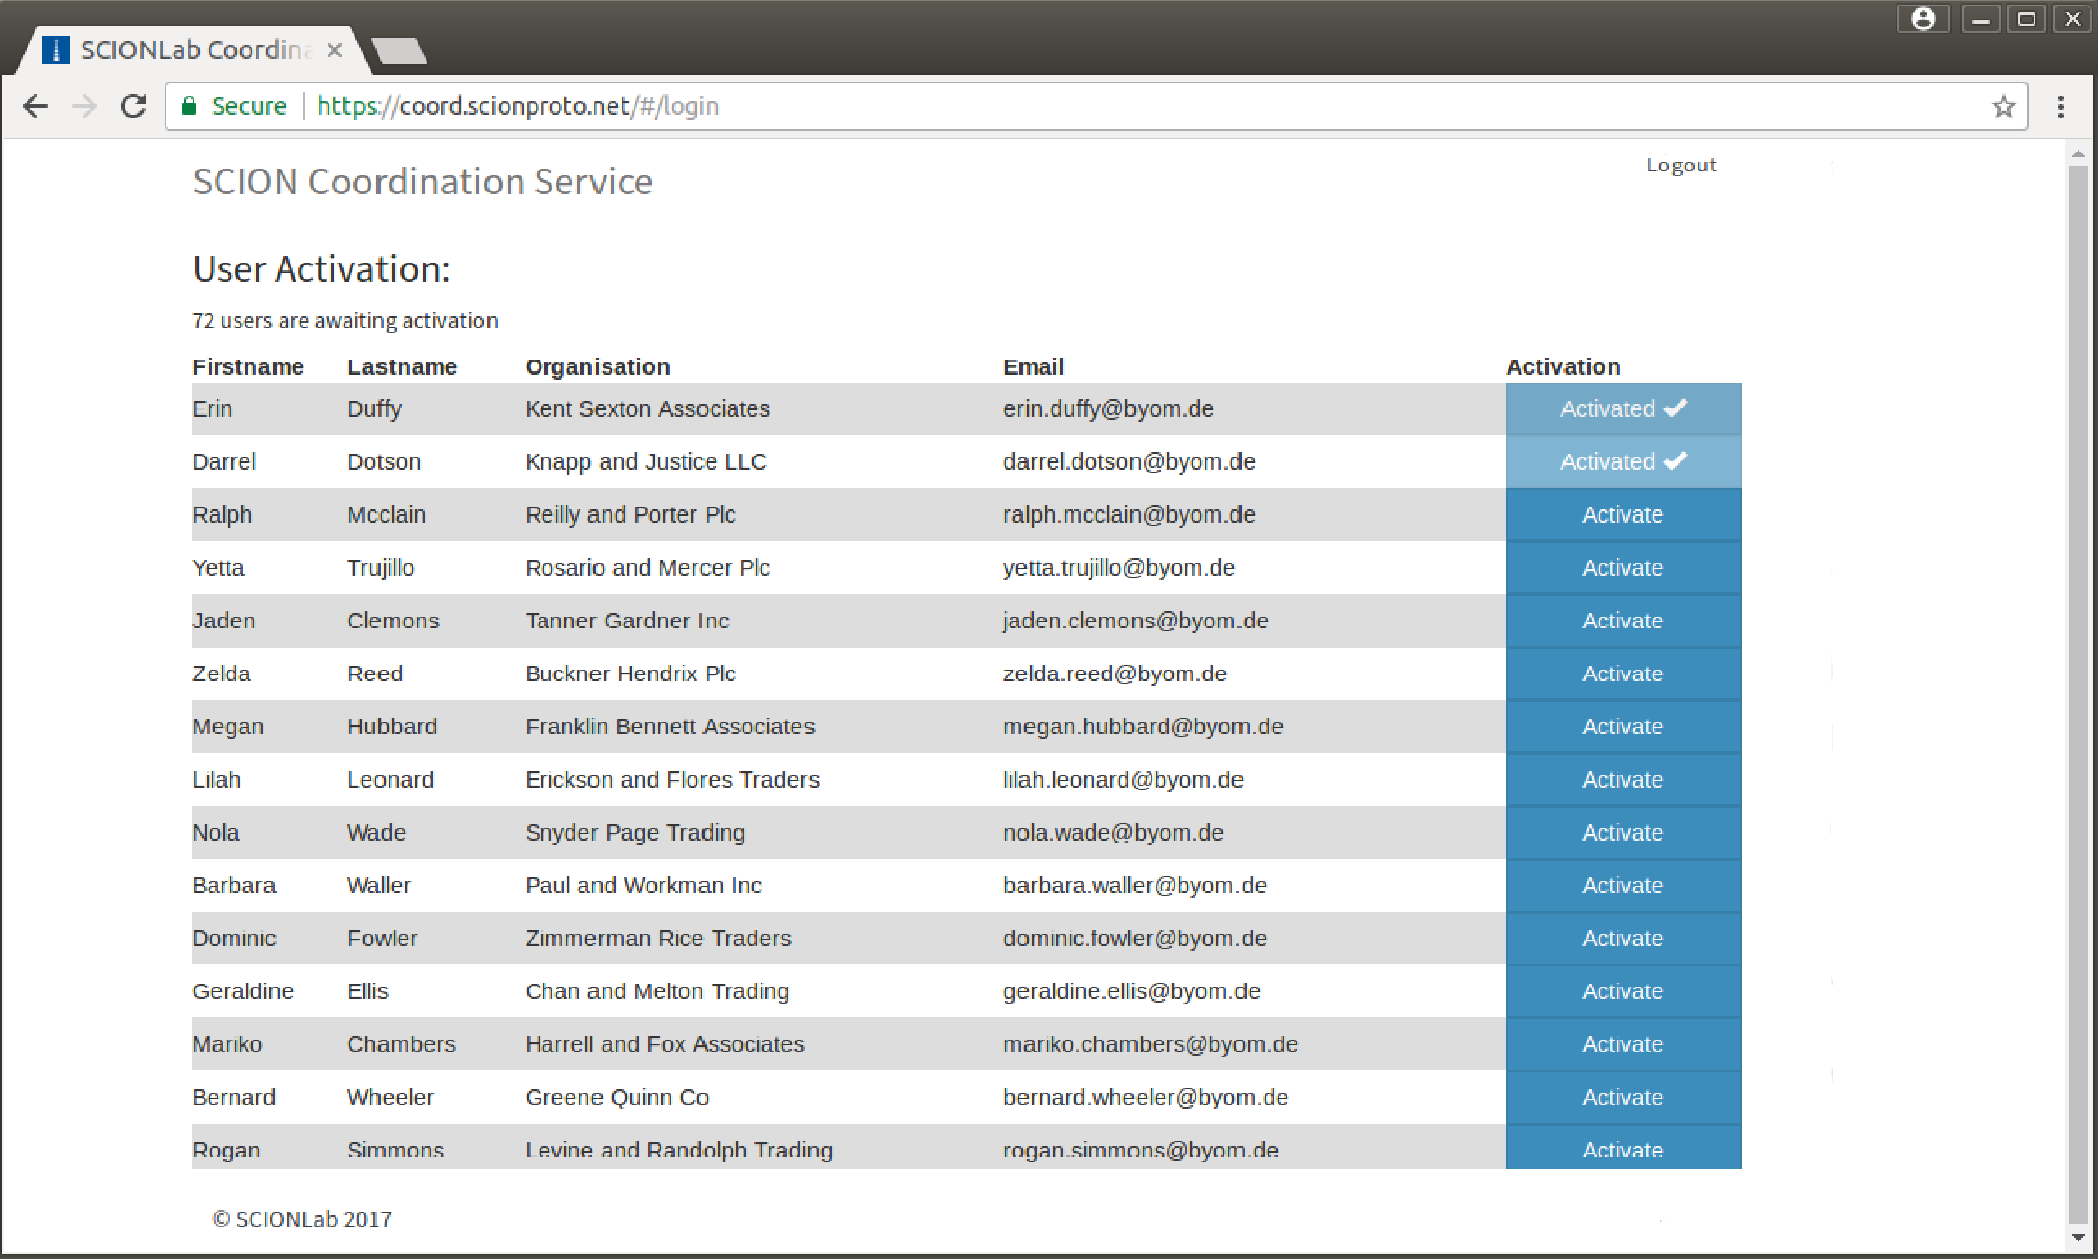 SCIONLab Coordina
Secure https://coord.scionproto.net/#/login
SCION Coordination Service
Logout
User Activation:
72 users are awaiting activation
Firstname Lastname Organisation Email Activation
Erin Duffy Kent Sexton Associates erin.duffy@byom.de Activated
Darrel Dotson Knapp and Justice LLC darrel.dotson@byom.de Activated
Ralph Mcclain Reilly and Porter Plc ralph.mcclain@byom.de Activate
Yetta Trujillo Rosario and Mercer Plc yetta.trujillo@byom.de Activate
Jaden Clemons Tanner Gardner Inc jaden.clemons@byom.de Activate
Zelda Reed Buckner Hendrix Plc zelda.reed@byom.de Activate
Megan Hubbard Franklin Bennett Associates megan.hubbard@byom.de Activate
Lilah Leonard Erickson and Flores Traders lilah.leonard@byom.de Activate
Nola Wade Snyder Page Trading nola.wade@byom.de Activate
Barbara Waller Paul and Workman Inc barbara.waller@byom.de Activate
Dominic Fowler Zimmerman Rice Traders dominic.fowler@byom.de Activate
Geraldine Ellis Chan and Melton Trading geraldine.ellis@byom.de Activate
Mariko Chambers Harrell and Fox Associates mariko.chambers@byom.de Activate
Bernard Wheeler Greene Quinn Co bernard.wheeler@byom.de Activate
Rogan Simmons Levine and Randolph Trading rogan.simmons@byom.de Activate
© SCIONLab 2017